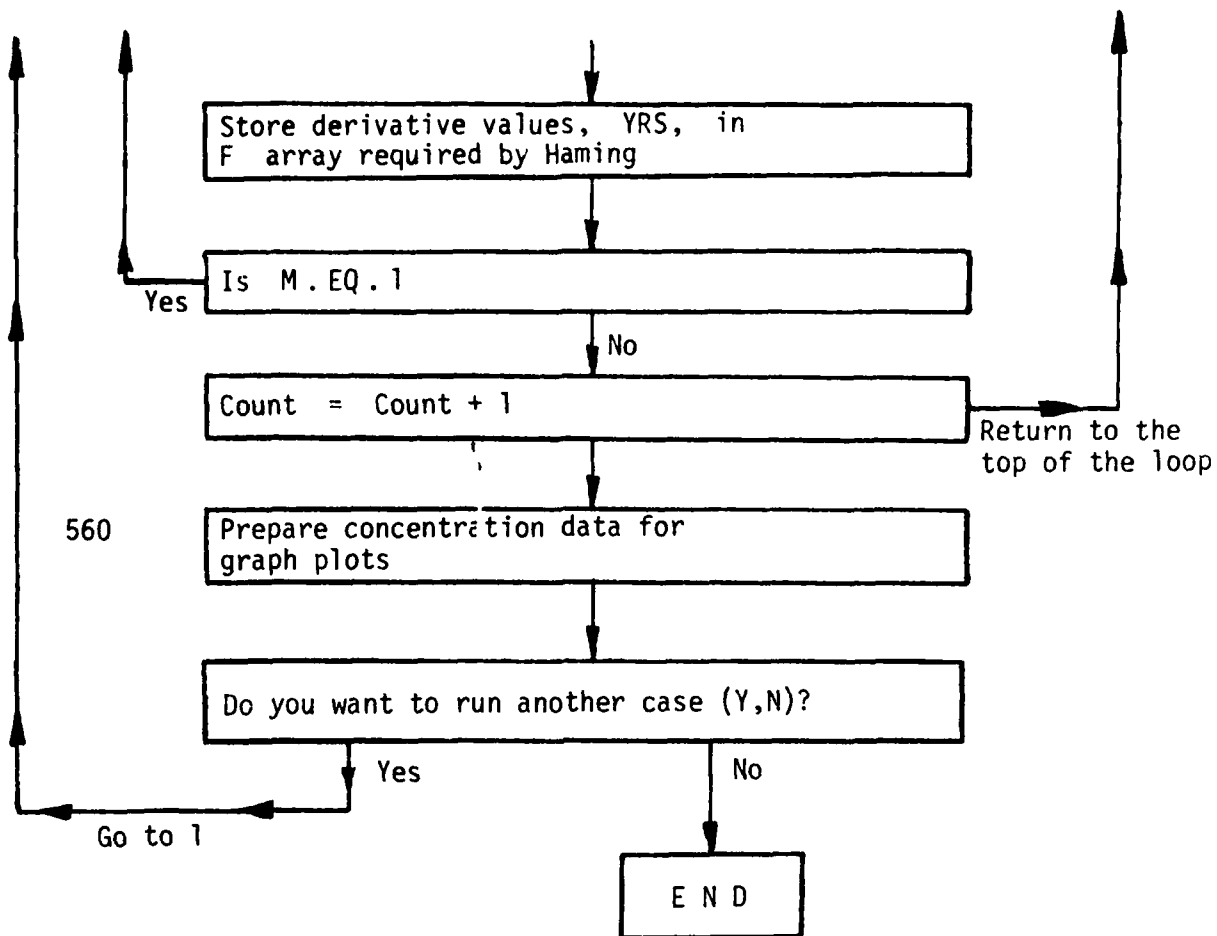 Store derivative values, YRS, in
F array required by Haming
Is M.EQ.1
Yes
No
Count = Count + 1
Return to the
top of the loop
560
Prepare concentration data for
graph plots
Do you want to run another case (Y,N)?
Yes
No
Go to 1
E N D